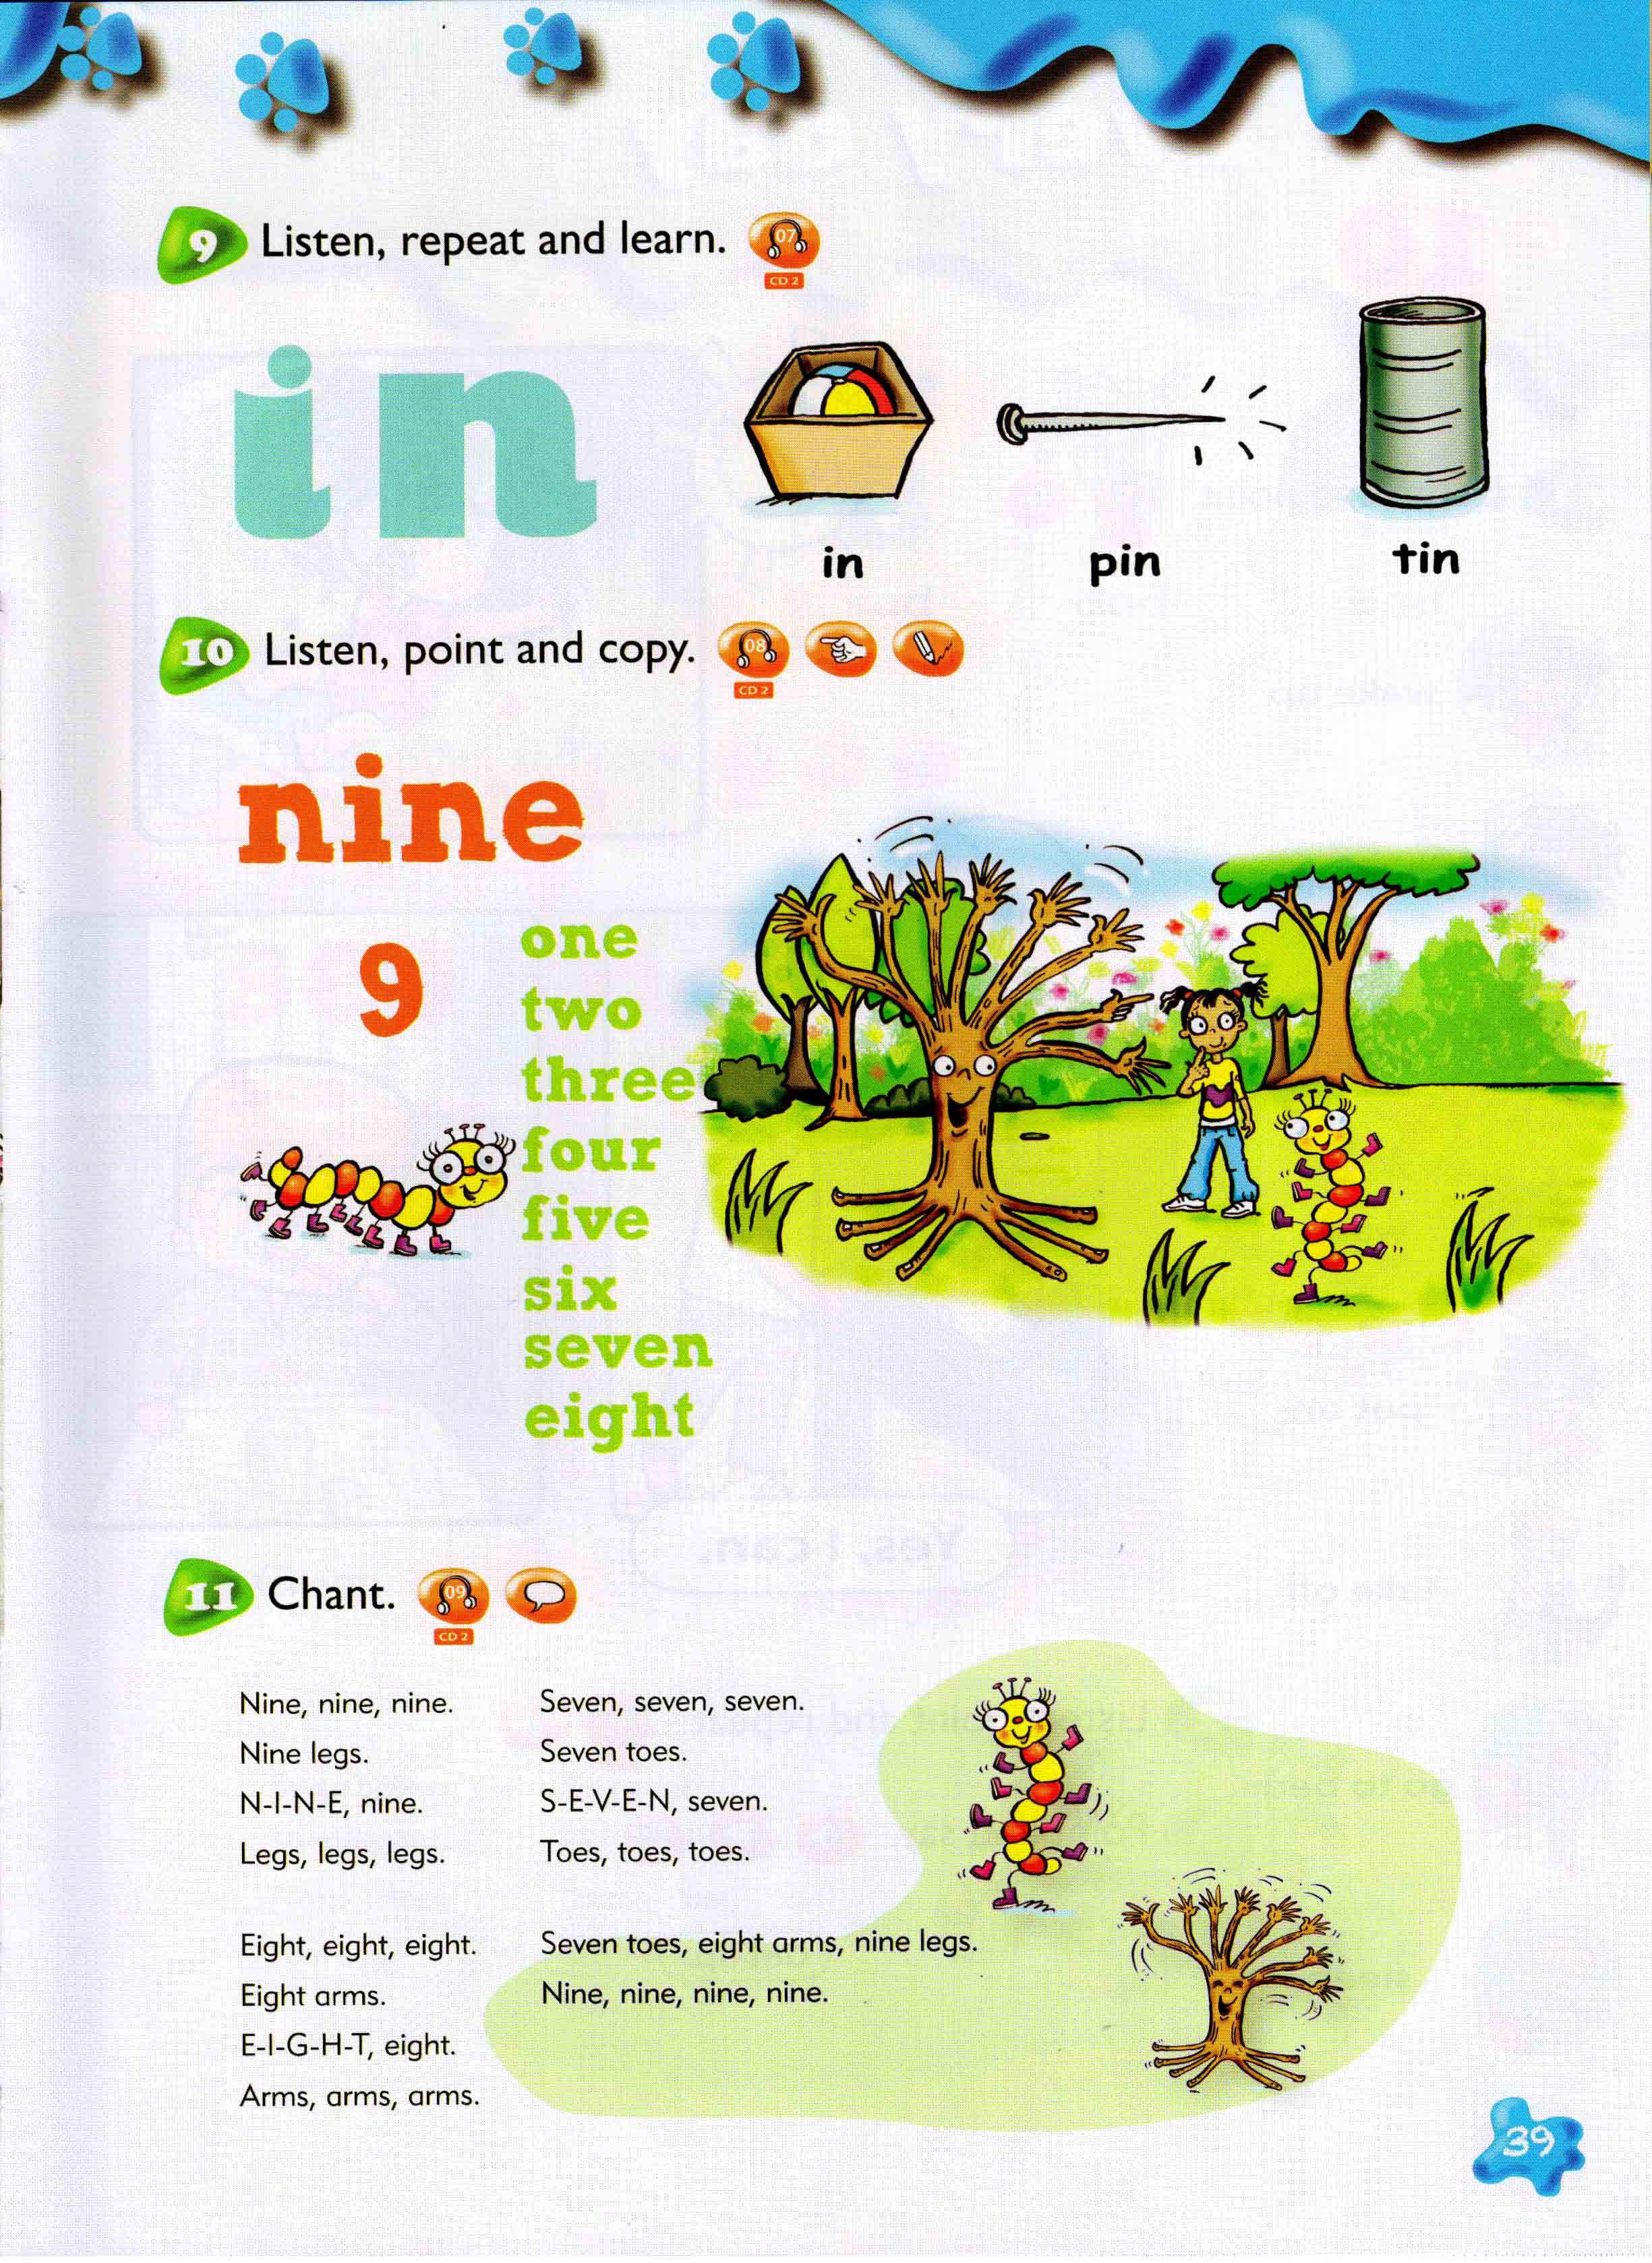 9 Listen, repeat and learn. 07
CD 2
in
in pin tin
10 Listen, point and copy. 08
CD 2
nine
9
one
two
three
four
five
six
seven
eight
11 Chant. 09
CD 2
Nine, nine, nine.
Nine legs.
N-I-N-E, nine.
Legs, legs, legs.
Eight, eight, eight.
Eight arms.
E-I-G-H-T, eight.
Arms, arms, arms.
Seven, seven, seven.
Seven toes.
S-E-V-E-N, seven.
Toes, toes, toes.
Seven toes, eight arms, nine legs.
Nine, nine, nine, nine.
39